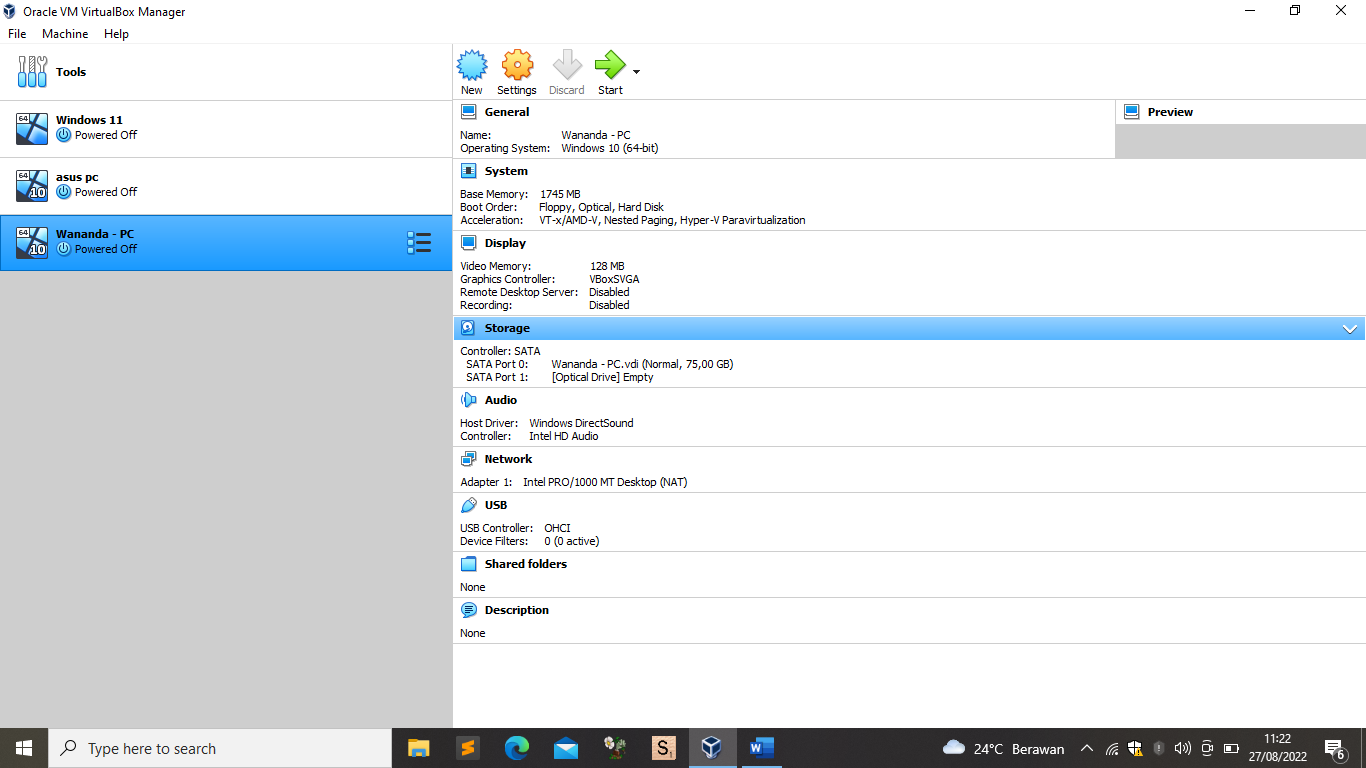 Oracle VM VirtualBox Manager
File Machine Help
Tools
Windows 11
Powered Off
asus pc
Powered Off
Wananda - PC
Powered Off
64
64
10
64
10
New Settings Discard Start
General
Name: Wananda - PC
Operating System: Windows 10 (64-bit)
Preview
System
Base Memory: 1745 MB
Boot Order: Floppy, Optical, Hard Disk
Acceleration: VT-x/AMD-V, Nested Paging, Hyper-V Paravirtualization
Display
Video Memory: 128 MB
Graphics Controller: VBoxSVGA
Remote Desktop Server: Disabled
Recording: Disabled
Storage
Controller: SATA
SATA Port 0: Wananda - PC.vdi (Normal, 75,00 GB)
SATA Port 1: [Optical Drive] Empty
Audio
Host Driver: Windows DirectSound
Controller: Intel HD Audio
Network
Adapter 1: Intel PRO/1000 MT Desktop (NAT)
USB
USB Controller: OHCI
Device Filters: 0 (0 active)
Shared folders
None
Description
None
Type here to search
24°C Berawan
11:22
27/08/2022
6